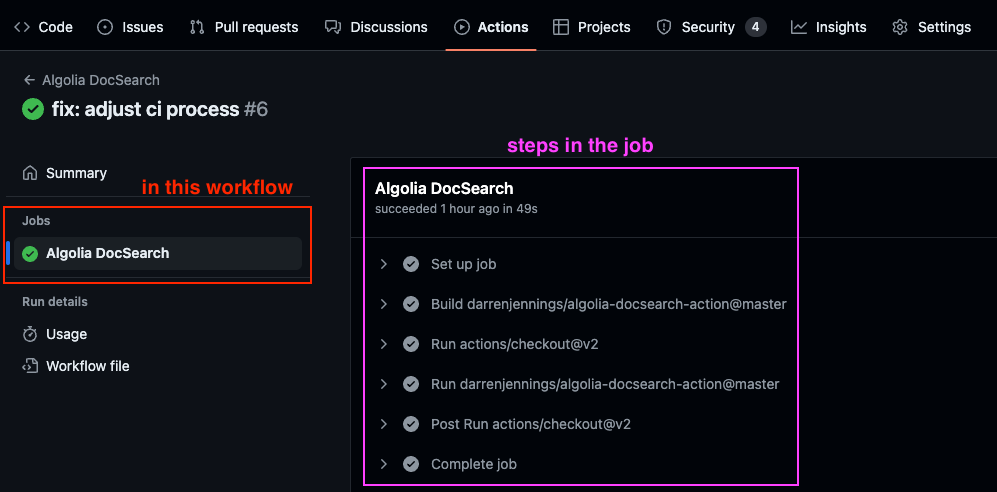 Code Issues Pull requests Discussions Actions Projects Security 4 Insights Settings
Algolia DocSearch
fix: adjust ci process #6
steps in the job
Summary
in this workflow
Jobs
Algolia DocSearch
Run details
Usage
Workflow file
Algolia DocSearch
succeeded 1 hour ago in 49s
Set up job
Build darrenjennings/algolia-docsearch-action@master
Run actions/checkout@v2
Run darrenjennings/algolia-docsearch-action@master
Post Run actions/checkout@v2
Complete job